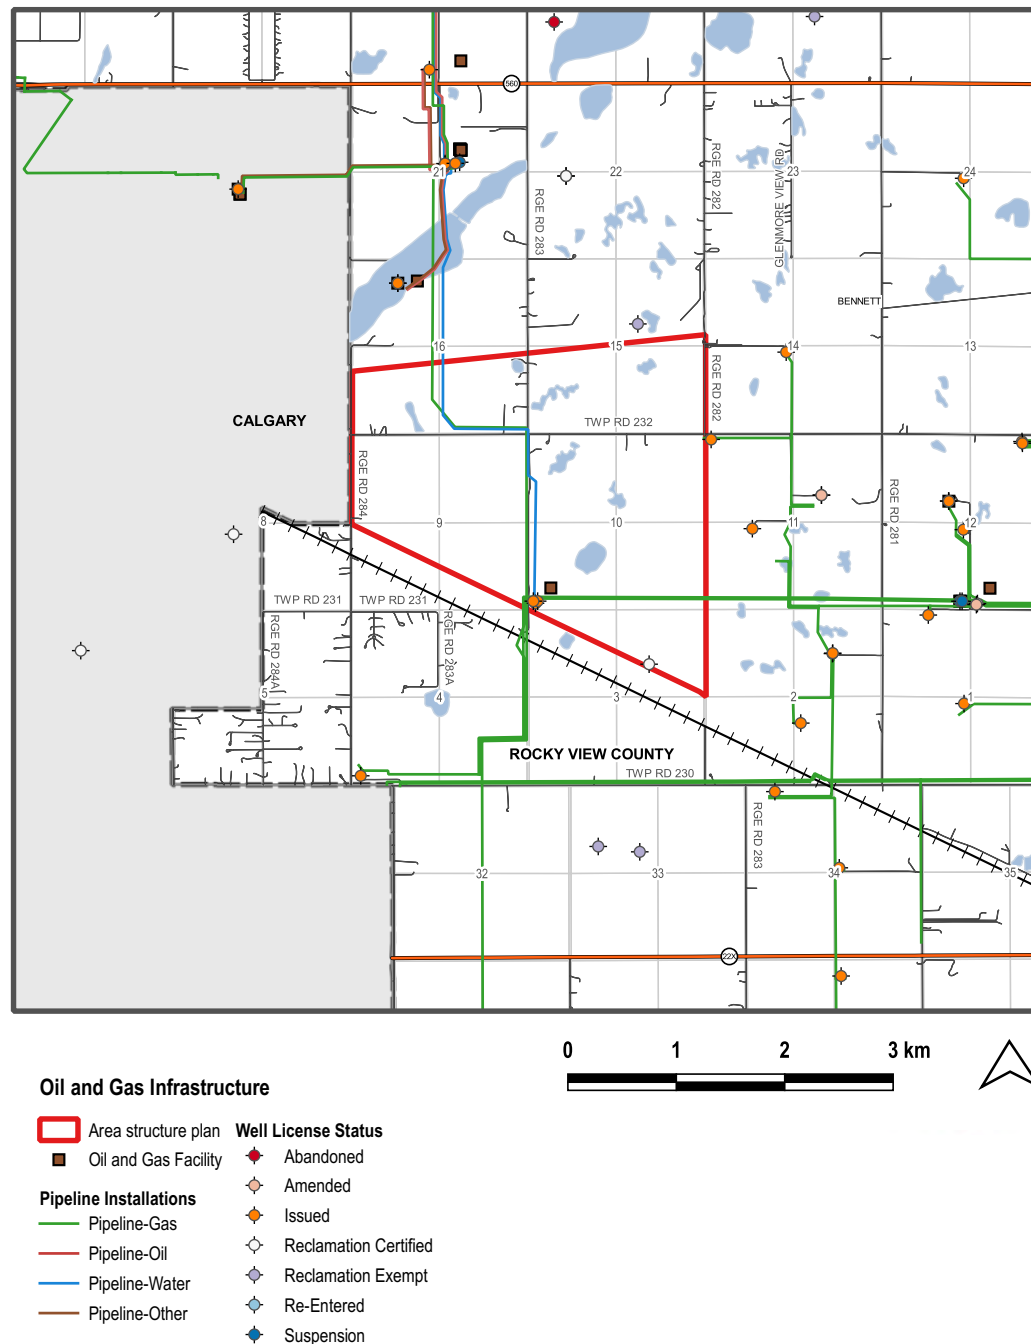 560
21
22
23
24
RGE RD 283
RGE RD 282
GLENMORE VIEW RD
BENNETT
16
15
14
13
CALGARY
RGE RD 282
TWP RD 232
RGE RD 284
RGE RD 281
8
9
10
11
12
TWP RD 231
TWP RD 231
RGE RD 284A
RGE RD 283A
5
4
3
2
1
ROCKY VIEW COUNTY
TWP RD 230
RGE RD 283
32
33
34
35
22X
0 1 2 3 km
Oil and Gas Infrastructure
Area structure plan
Oil and Gas Facility
Pipeline Installations
Pipeline-Gas
Pipeline-Oil
Pipeline-Water
Pipeline-Other
Well License Status
Abandoned
Amended
Issued
Reclamation Certified
Reclamation Exempt
Re-Entered
Suspension